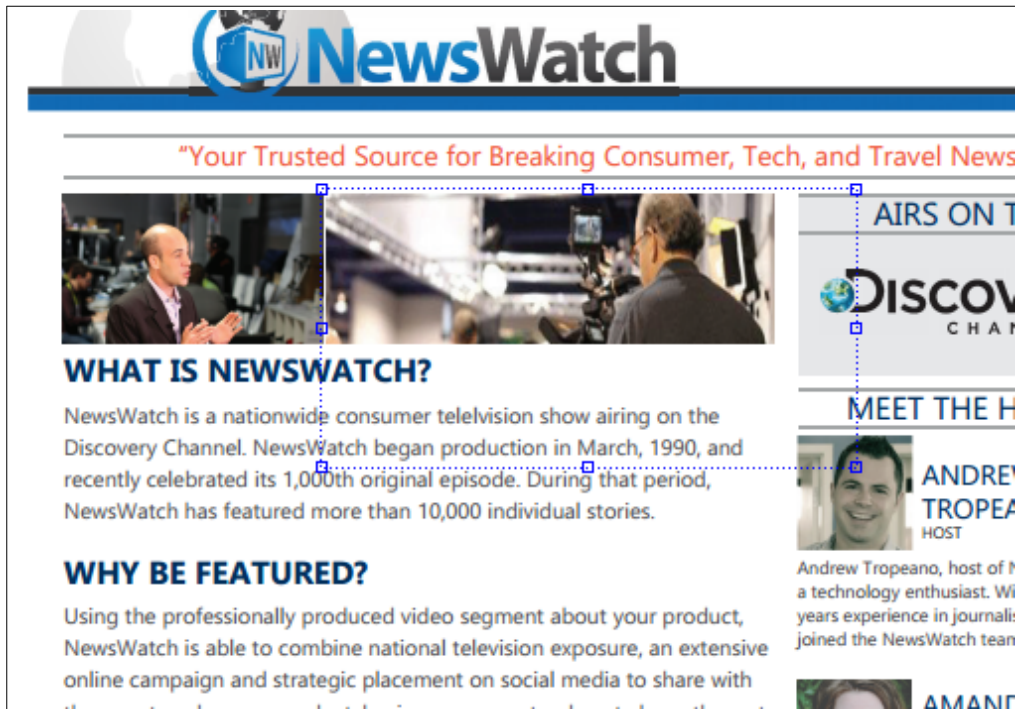 NW NewsWatch
"Your Trusted Source for Breaking Consumer, Tech, and Travel News
WHAT IS NEWSWATCH?
NewsWatch is a nationwide consumer telelvision show airing on the
Discovery Channel. NewsWatch began production in March, 1990, and
recently celebrated its 1,000th original episode. During that period,
NewsWatch has featured more than 10,000 individual stories.
WHY BE FEATURED?
Using the professionally produced video segment about your product,
NewsWatch is able to combine national television exposure, an extensive
online campaign and strategic placement on social media to share with
AIRS ON T
DISCOV
CHAN
MEET THE H
ANDREW
TROPEA
HOST
Andrew Tropeano, host of N
a technology enthusiast. Wi
years experience in journalis
joined the NewsWatch team
AMAND